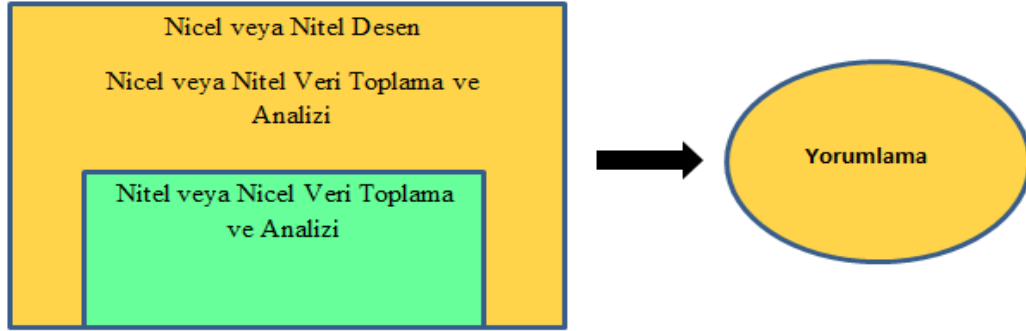 Nicel veya Nitel Desen
Nicel veya Nitel Veri Toplama ve
Analizi
Nitel veya Nicel Veri Toplama
ve Analizi
Yorumlama